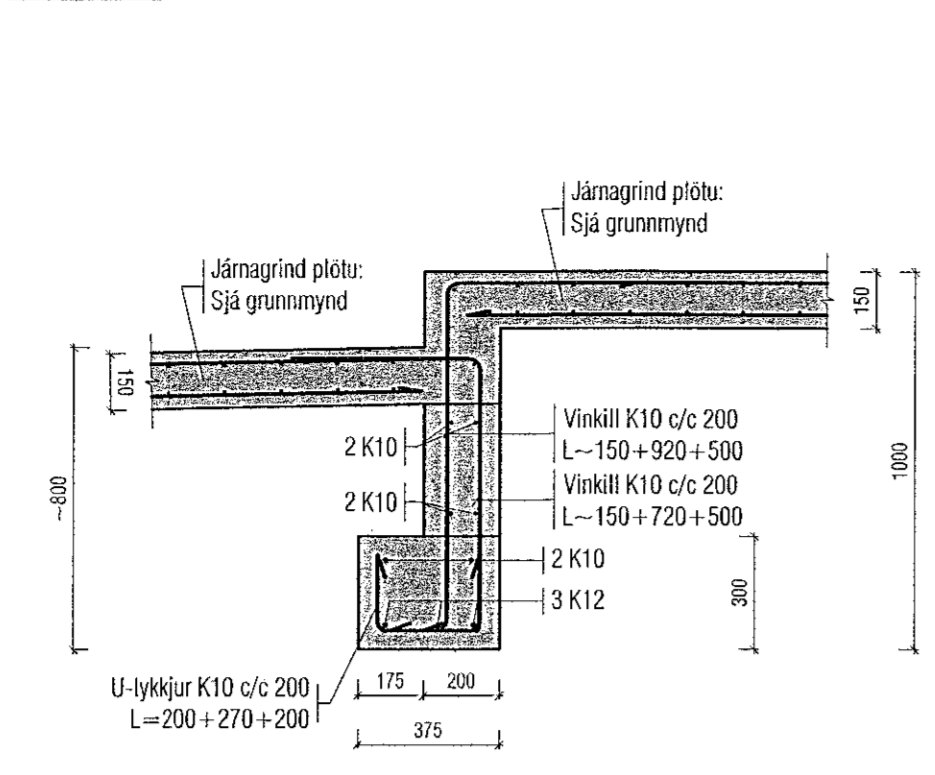 Járnagrind plötu:
Sjá grunnmynd
Járnagrind plötu:
Sjá grunnmynd
150
150
2 K10
Vinkill K10 c/c 200
L~150+920+500
1000
~800
2 K10
Vinkill K10 c/c 200
L~150+720+500
2 K10
3 K12
300
U-lykkjur K10 c/c 200
L=200+270+200
175
200
375